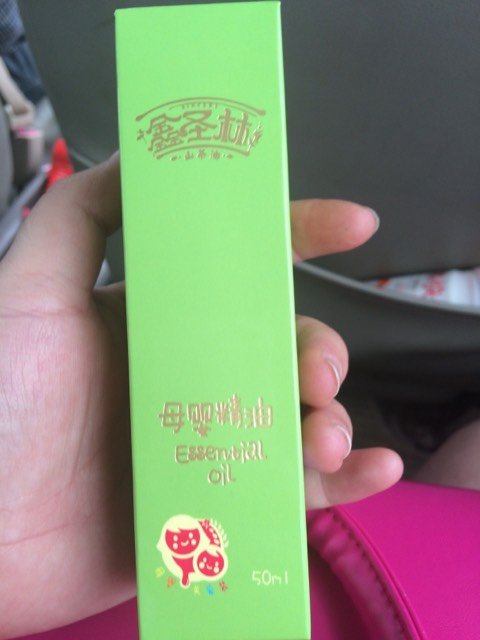 鑫圣林
山茶油
母婴精油
Essential
oil
50ml